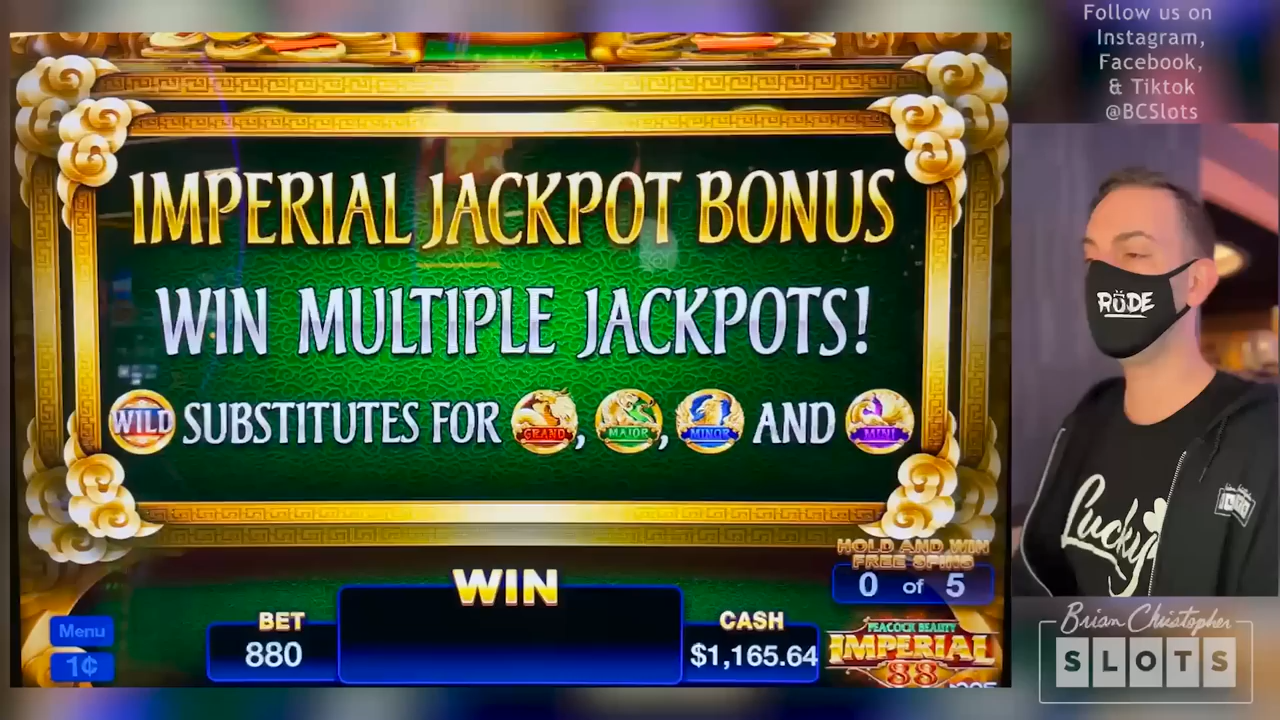 Follow us on
Instagram,
Facebook,
& Tiktok
@BCSlots
IMPERIAL JACKPOT BONUS
WIN MULTIPLE JACKPOTS!
WILD SUBSTITUTES FOR GRAND, MAJOR, MINOR AND MINI
HOLD AND WIN
FREE SPINS
0 of 5
WIN
BET
880
CASH
$1,165.64
Menu
1¢
PEACOCK BEAUTY
IMPERIAL
88
RÜDE
Lucky
Brian Christopher
SLOTS